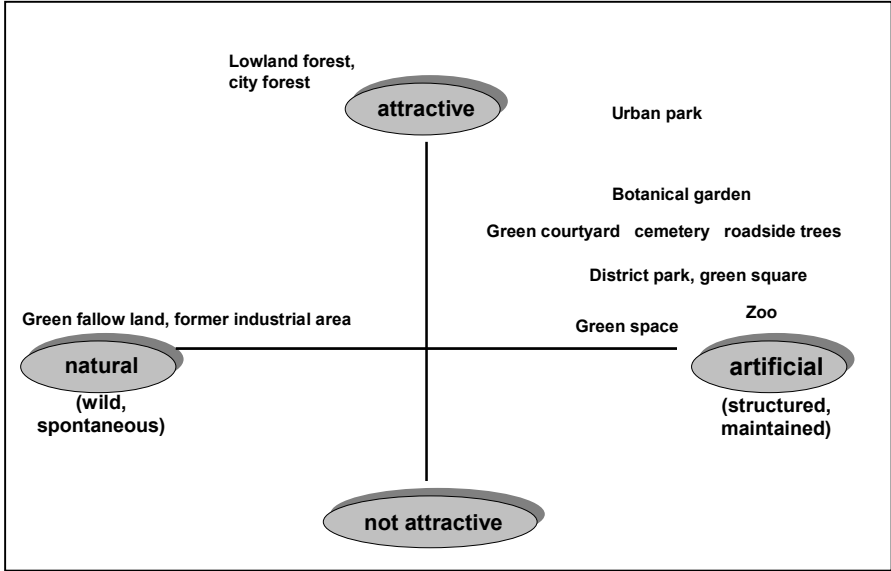 Lowland forest,
city forest
attractive
Urban park
Botanical garden
Green courtyard cemetery roadside trees
District park, green square
Zoo
Green fallow land, former industrial area
Green space
natural
artificial
(wild,
spontaneous)
(structured,
maintained)
not attractive